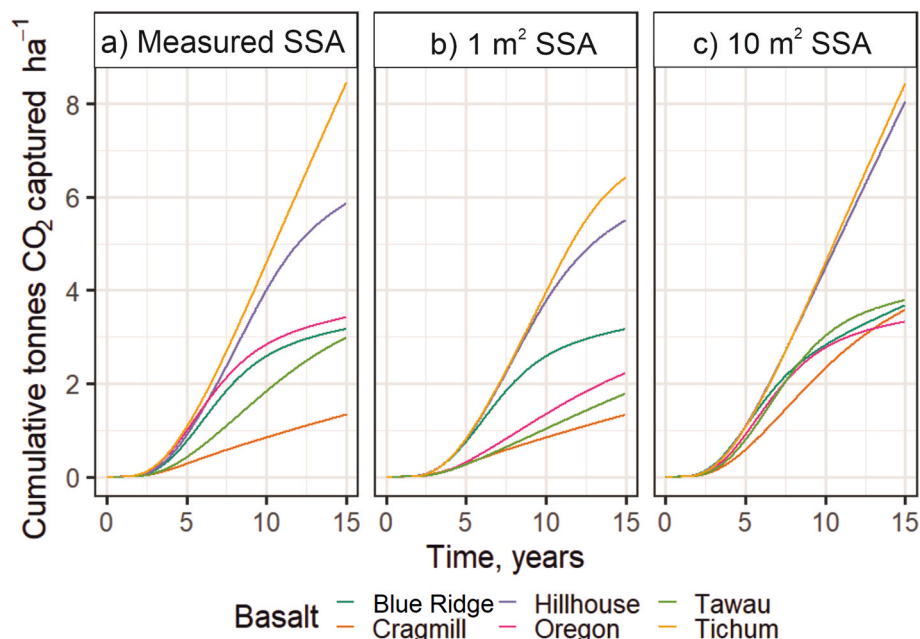 a) Measured SSA
b) 1 m² SSA
c) 10 m² SSA
Cumulative tonnes CO₂ captured ha⁻¹
8
6
4
2
0
0 5 10 15 0 5 10 15 0 5 10 15
Time, years
Basalt
Blue Ridge Hillhouse Tawau
Cragmill Oregon Tichum